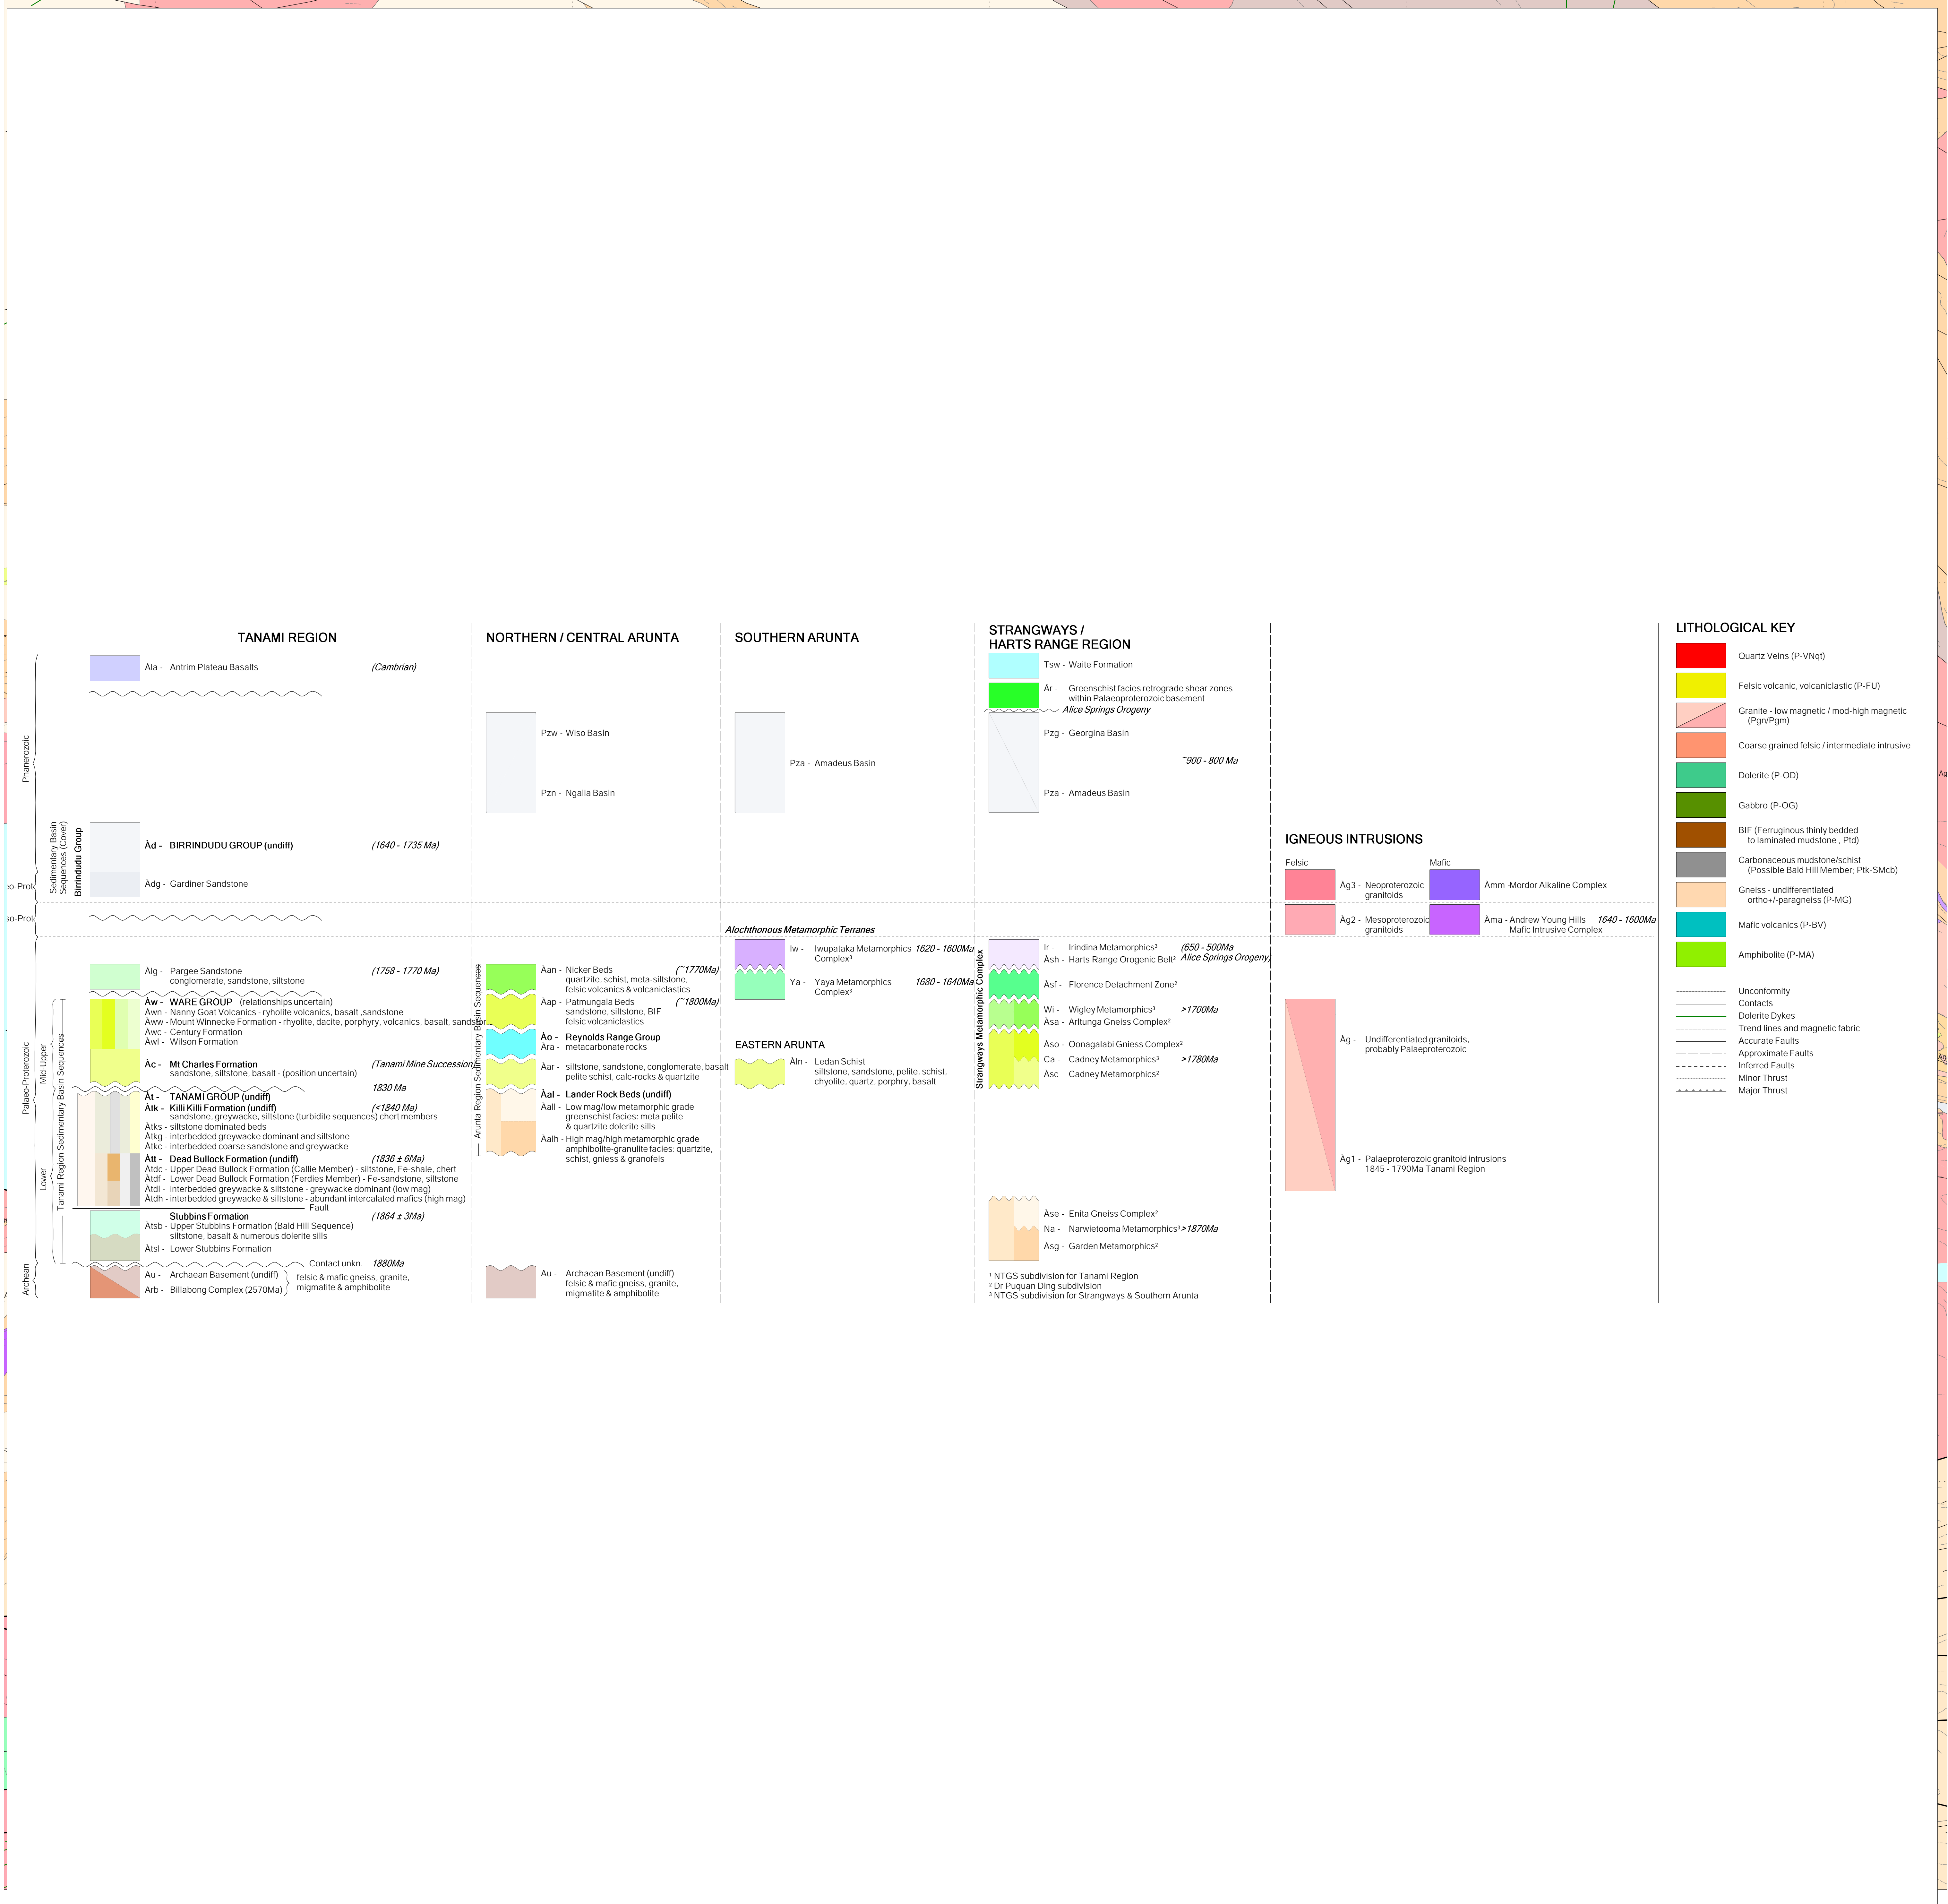 TANAMI REGION
Phanerozoic
Àla - Antrim Plateau Basalts (Cambrian)
Sedimentary Basin
Sequences (Cover)
Birrindudu Group
Àd - BIRRINDUDU GROUP (undiff) (1640 - 1735 Ma)
Àdg - Gardiner Sandstone
eo-Prot
so-Prot
Palaeo-Proterozoic
Mid-Upper
Lower
Tanami Region Sedimentary Basin Sequences
Archean
Àlg - Pargee Sandstone (1758 - 1770 Ma)
conglomerate, sandstone, siltstone
Àw - WARE GROUP (relationships uncertain)
Àwn - Nanny Goat Volcanics - ryholite volcanics, basalt ,sandstone
Àww - Mount Winnecke Formation - rhyolite, dacite, porphyry, volcanics, basalt, sandston
Àwc - Century Formation
Àwl - Wilson Formation
Àc - Mt Charles Formation (Tanami Mine Succession)
sandstone, siltstone, basalt - (position uncertain)
1830 Ma
Àt - TANAMI GROUP (undiff)
Àtk - Killi Killi Formation (undiff) (<1840 Ma)
sandstone, greywacke, siltstone (turbidite sequences) chert members
Àtks - siltstone dominated beds
Àtkg - interbedded greywacke dominant and siltstone
Àtkc - interbedded coarse sandstone and greywacke
Àtt - Dead Bullock Formation (undiff) (1836 ± 6Ma)
Àtdc - Upper Dead Bullock Formation (Callie Member) - siltstone, Fe-shale, chert
Àtdf - Lower Dead Bullock Formation (Ferdies Member) - Fe-sandstone, siltstone
Àtdl - interbedded greywacke & siltstone - greywacke dominant (low mag)
Àtdh - interbedded greywacke & siltstone - abundant intercalated mafics (high mag)
Fault
Stubbins Formation (1864 ± 3Ma)
Àtsb - Upper Stubbins Formation (Bald Hill Sequence)
siltstone, basalt & numerous dolerite sills
Àtsl - Lower Stubbins Formation
Contact unkn. 1880Ma
Au - Archaean Basement (undiff)
Arb - Billabong Complex (2570Ma)
felsic & mafic gneiss, granite,
migmatite & amphibolite
NORTHERN / CENTRAL ARUNTA
Pzw - Wiso Basin
Pzn - Ngalia Basin
Arunta Region Sedimentary Basin Sequences
Àan - Nicker Beds (~1770Ma)
quartzite, schist, meta-siltstone,
felsic volcanics & volcaniclastics
Àap - Patmungala Beds (~1800Ma)
sandstone, siltstone, BIF
felsic volcaniclastics
Ào - Reynolds Range Group
Àra - metacarbonate rocks
Àar - siltstone, sandstone, conglomerate, basalt
pelite schist, calc-rocks & quartzite
Àal - Lander Rock Beds (undiff)
Àall - Low mag/low metamorphic grade
greenschist facies: meta pelite
& quartzite dolerite sills
Àalh - High mag/high metamorphic grade
amphibolite-granulite facies: quartzite,
schist, gniess & granofels
Au - Archaean Basement (undiff)
felsic & mafic gneiss, granite,
migmatite & amphibolite
SOUTHERN ARUNTA
Pza - Amadeus Basin
Alochthonous Metamorphic Terranes
Iw - Iwupataka Metamorphics 1620 - 1600Ma
Complex³
Ya - Yaya Metamorphics 1680 - 1640Ma
Complex³
EASTERN ARUNTA
Àln - Ledan Schist
siltstone, sandstone, pelite, schist,
chyolite, quartz, porphry, basalt
STRANGWAYS /
HARTS RANGE REGION
Tsw - Waite Formation
Àr - Greenschist facies retrograde shear zones
within Palaeoproterozoic basement
Alice Springs Orogeny
Pzg - Georgina Basin
~900 - 800 Ma
Pza - Amadeus Basin
Strangways Metamorphic Complex
Ir - Irindina Metamorphics³ (650 - 500Ma
Àsh - Harts Range Orogenic Belt² Alice Springs Orogeny)
Àsf - Florence Detachment Zone²
Wi - Wigley Metamorphics³ >1700Ma
Àsa - Arltunga Gneiss Complex²
Àso - Oonagalabi Gniess Complex²
Ca - Cadney Metamorphics³ >1780Ma
Àsc Cadney Metamorphics²
Àse - Enita Gneiss Complex²
Na - Narwietooma Metamorphics³ >1870Ma
Àsg - Garden Metamorphics²
¹ NTGS subdivision for Tanami Region
² Dr Puquan Ding subdivision
³ NTGS subdivision for Strangways & Southern Arunta
IGNEOUS INTRUSIONS
Felsic Mafic
Àg3 - Neoproterozoic
granitoids
Àmm -Mordor Alkaline Complex
Àg2 - Mesoproterozoic
granitoids
Àma - Andrew Young Hills 1640 - 1600Ma
Mafic Intrusive Complex
Àg - Undifferentiated granitoids,
probably Palaeproterozoic
Àg1 - Palaeproterozoic granitoid intrusions
1845 - 1790Ma Tanami Region
LITHOLOGICAL KEY
Quartz Veins (P-VNqt)
Felsic volcanic, volcaniclastic (P-FU)
Granite - low magnetic / mod-high magnetic
(Pgn/Pgm)
Coarse grained felsic / intermediate intrusive
Dolerite (P-OD)
Gabbro (P-OG)
BIF (Ferruginous thinly bedded
to laminated mudstone , Ptd)
Carbonaceous mudstone/schist
(Possible Bald Hill Member: Ptk-SMcb)
Gneiss - undifferentiated
ortho+/-paragneiss (P-MG)
Mafic volcanics (P-BV)
Amphibolite (P-MA)
Unconformity
Contacts
Dolerite Dykes
Trend lines and magnetic fabric
Accurate Faults
Approximate Faults
Inferred Faults
Minor Thrust
Major Thrust